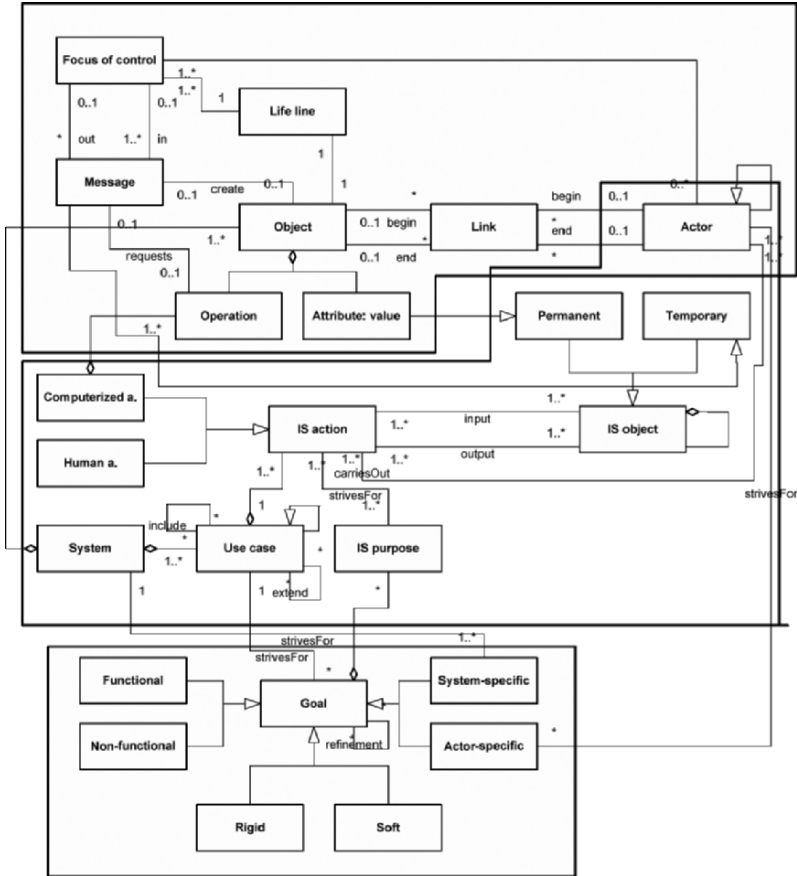 Focus of control
1..*
1..*
1
Life line
0..1
0..1
*
out
1..*
in
1
Message
create
0..1
0..1
1
*
begin
0..1
0..*
0..1
Object
0..1
begin
Link
*
end
0..1
Actor
1..*
1..*
requests
0..1
*
0..1
end
*
1..*
Operation
Attribute: value
Permanent
Temporary
1..*
Computerized a.
IS action
1..*
input
1..*
IS object
1..*
Human a.
1..*
1..*
1..*
1..*
output
carriesOut
strivesFor
strivesFor
1..*
1
include
*
*
System
1..*
Use case
*
IS purpose
1
1
*
extend
*
strivesFor
1..*
strivesFor
*
Functional
Goal
System-specific
Non-functional
*
refinement
*
Actor-specific
*
Rigid
Soft